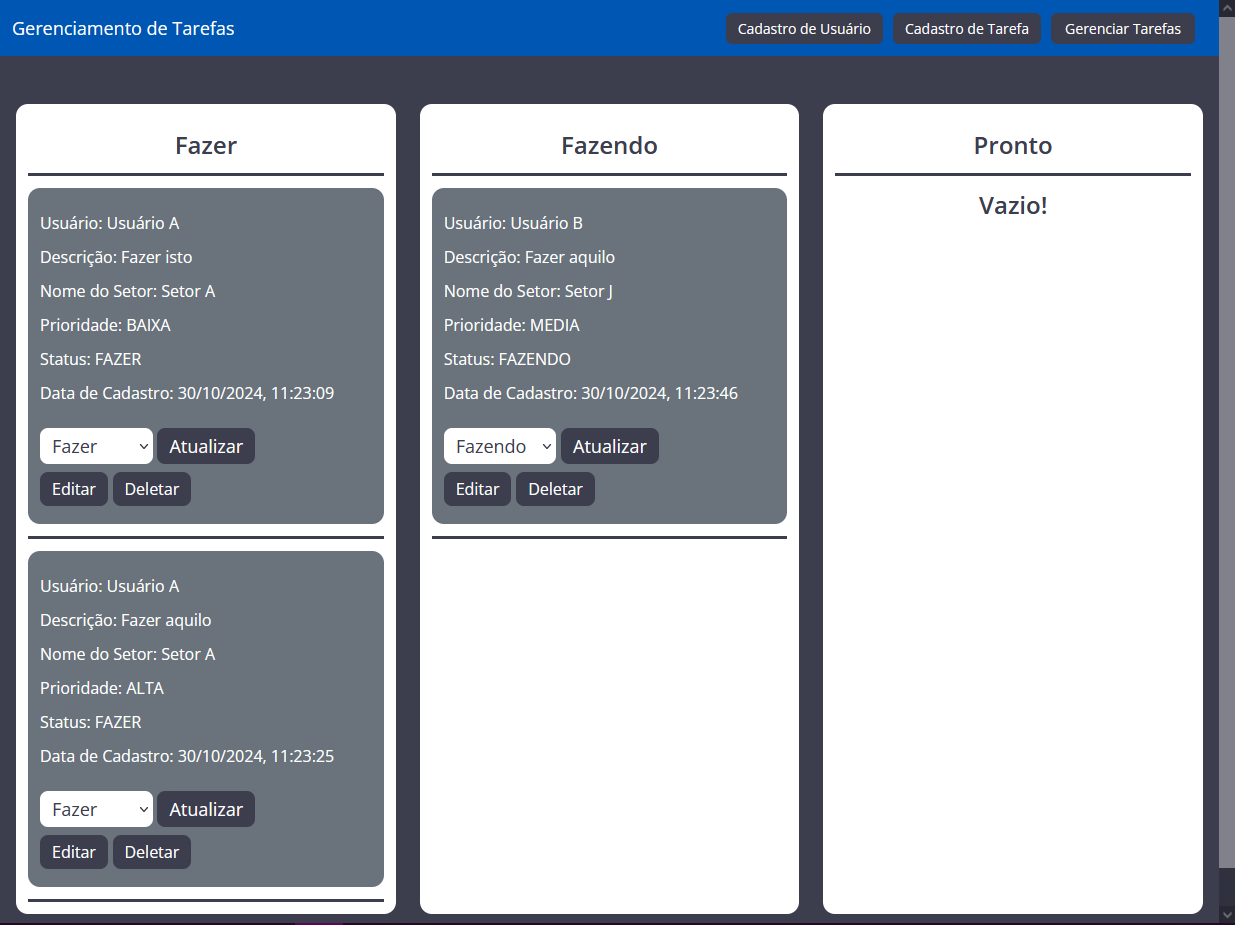 Gerenciamento de Tarefas
Cadastro de Usuário
Cadastro de Tarefa
Gerenciar Tarefas
Fazer
Usuário: Usuário A
Descrição: Fazer isto
Nome do Setor: Setor A
Prioridade: BAIXA
Status: FAZER
Data de Cadastro: 30/10/2024, 11:23:09
Fazer
Atualizar
Editar
Deletar
Usuário: Usuário A
Descrição: Fazer aquilo
Nome do Setor: Setor A
Prioridade: ALTA
Status: FAZER
Data de Cadastro: 30/10/2024, 11:23:25
Fazer
Atualizar
Editar
Deletar
Fazendo
Usuário: Usuário B
Descrição: Fazer aquilo
Nome do Setor: Setor J
Prioridade: MEDIA
Status: FAZENDO
Data de Cadastro: 30/10/2024, 11:23:46
Fazendo
Atualizar
Editar
Deletar
Pronto
Vazio!